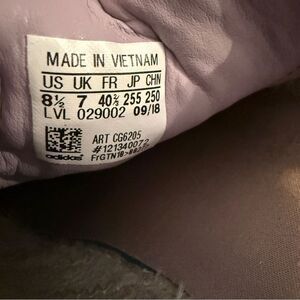 MADE IN VIETNAM
US UK FR JP CHN
8½ 7 40⅔ 255 250
LVL 029002 09/18
ART CG6205
#121340072
adidas